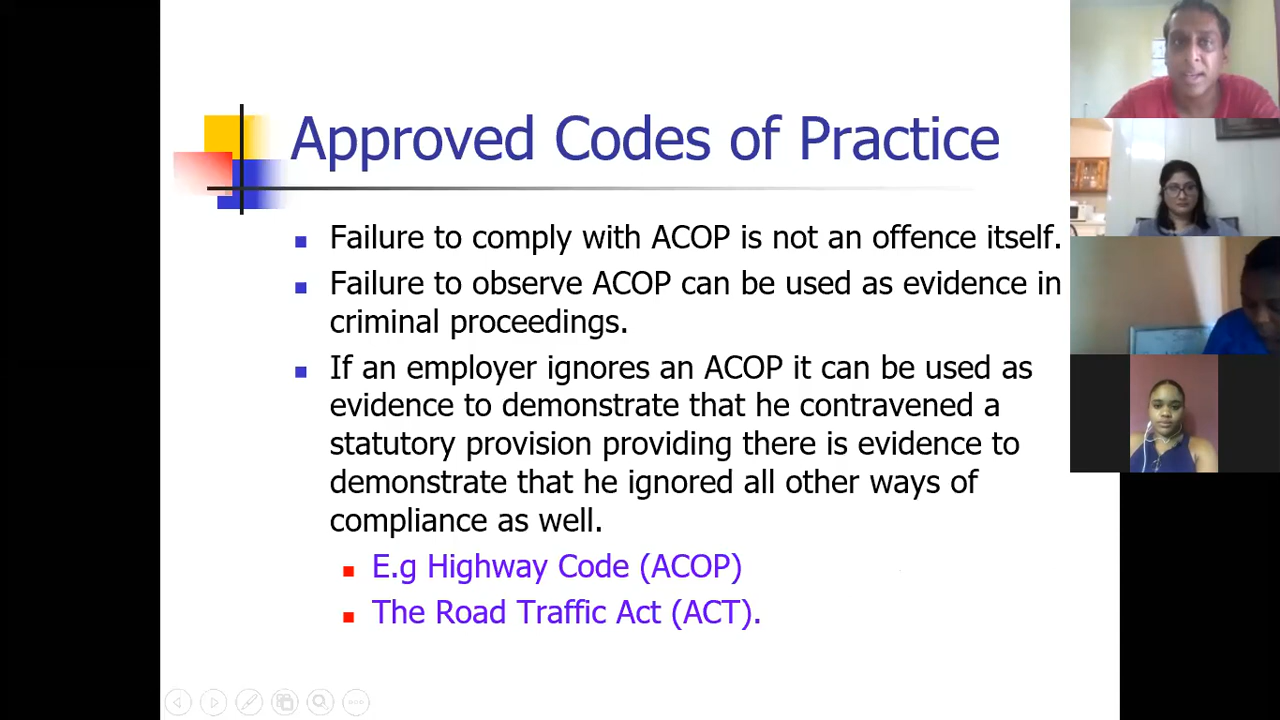 Approved Codes of Practice
Failure to comply with ACOP is not an offence itself.
Failure to observe ACOP can be used as evidence in
criminal proceedings.
If an employer ignores an ACOP it can be used as
evidence to demonstrate that he contravened a
statutory provision providing there is evidence to
demonstrate that he ignored all other ways of
compliance as well.
E.g Highway Code (ACOP)
The Road Traffic Act (ACT).